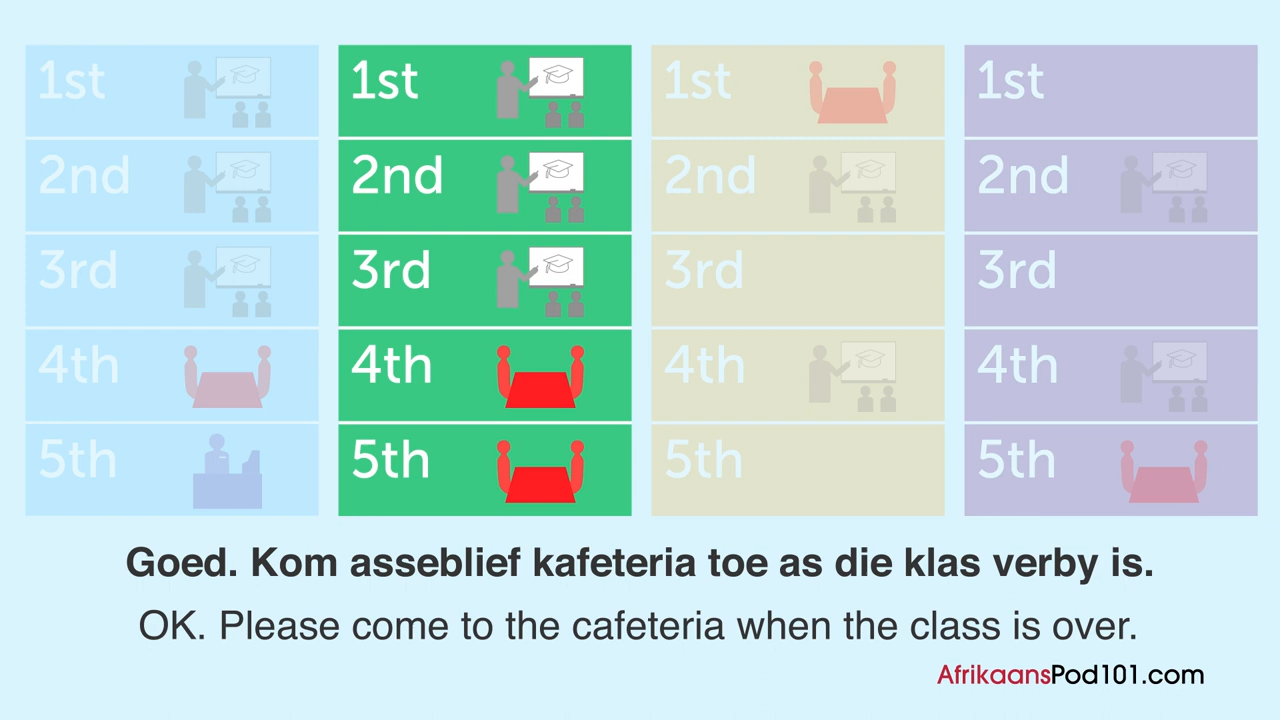 1st 1st 1st 1st
2nd 2nd 2nd 2nd
3rd 3rd 3rd 3rd
4th 4th 4th 4th
5th 5th 5th 5th
Goed. Kom asseblief kafeteria toe as die klas verby is.
OK. Please come to the cafeteria when the class is over.
AfrikaansPod101.com